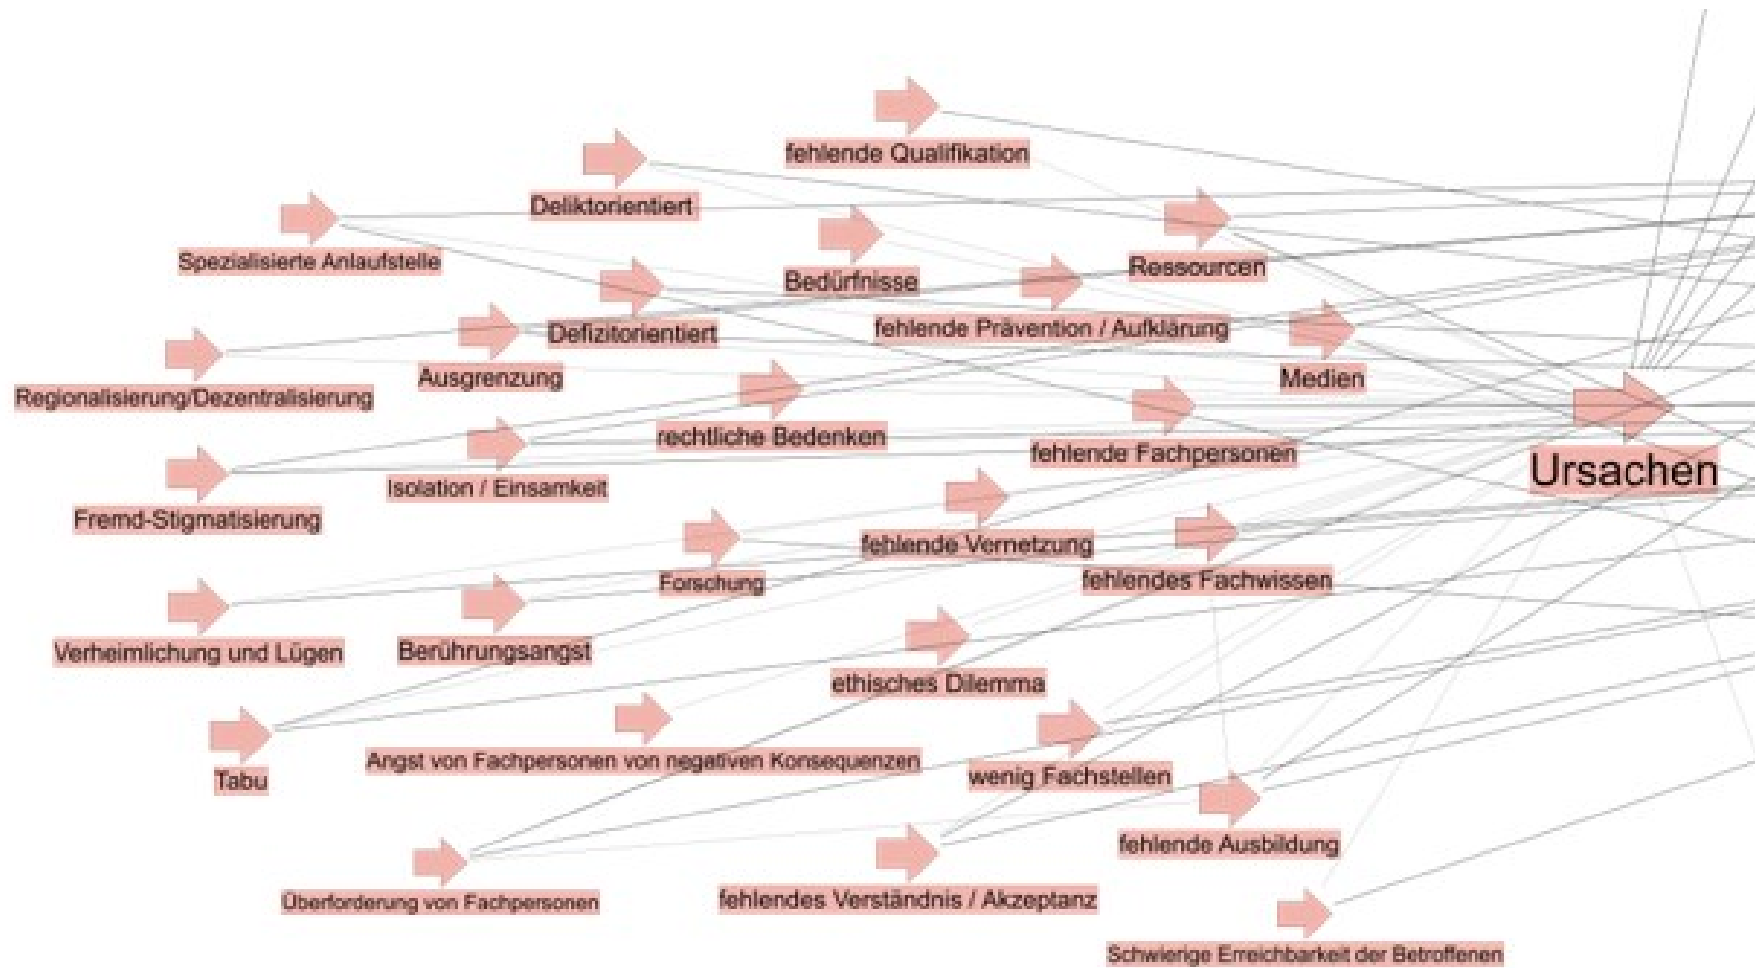 fehlende Qualifikation
Deliktorientiert
Spezialisierte Anlaufstelle
Bedürfnisse
Ressourcen
Defizitorientiert
fehlende Prävention / Aufklärung
Ausgrenzung
Medien
Regionalisierung/Dezentralisierung
rechtliche Bedenken
fehlende Fachpersonen
Ursachen
Isolation / Einsamkeit
Fremd-Stigmatisierung
fehlende Vernetzung
Forschung
fehlendes Fachwissen
Verheimlichung und Lügen
Berührungsangst
ethisches Dilemma
Angst von Fachpersonen von negativen Konsequenzen
wenig Fachstellen
Tabu
fehlende Ausbildung
Überforderung von Fachpersonen
fehlendes Verständnis / Akzeptanz
Schwierige Erreichbarkeit der Betroffenen